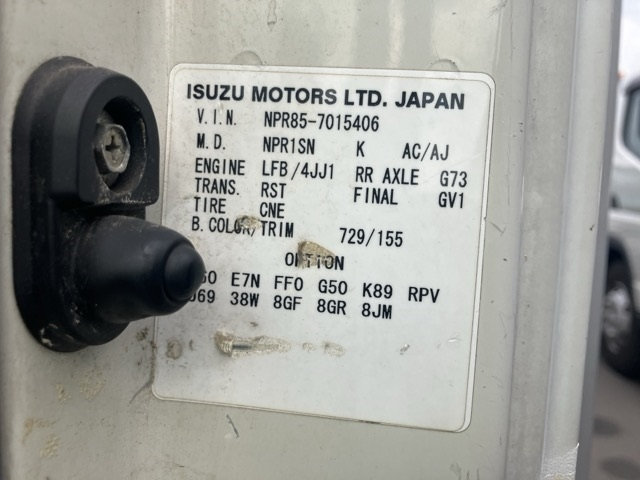 ISUZU MOTORS LTD. JAPAN
V.I.N. NPR85-7015406
M.D. NPR1SN K AC/AJ
ENGINE LFB/4JJ1 RR AXLE G73
TRANS. RST FINAL GV1
TIRE CNE
B.COLOR/TRIM 729/155
OPTION
E7N FF0 G50 K89 RPV
38W 8GF 8GR 8JM